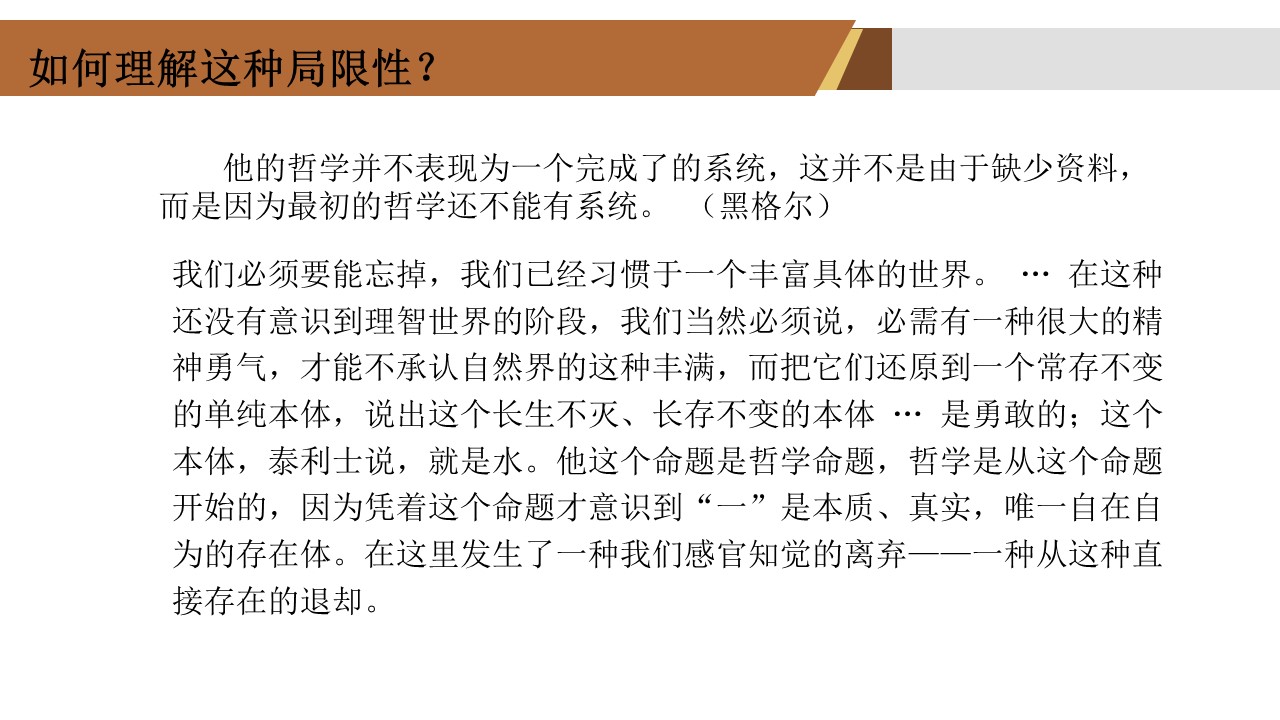 如何理解这种局限性？
他的哲学并不表现为一个完成了的系统，这并不是由于缺少资料，
而是因为最初的哲学还不能有系统。 （黑格尔）
我们必须要能忘掉，我们已经习惯于一个丰富具体的世界。 … 在这种
还没有意识到理智世界的阶段，我们当然必须说，必需有一种很大的精
神勇气，才能不承认自然界的这种丰满，而把它们还原到一个常存不变
的单纯本体，说出这个长生不灭、长存不变的本体 … 是勇敢的；这个
本体，泰利士说，就是水。他这个命题是哲学命题，哲学是从这个命题
开始的，因为凭着这个命题才意识到“一”是本质、真实，唯一自在自
为的存在体。在这里发生了一种我们感官知觉的离弃——一种从这种直
接存在的退却。